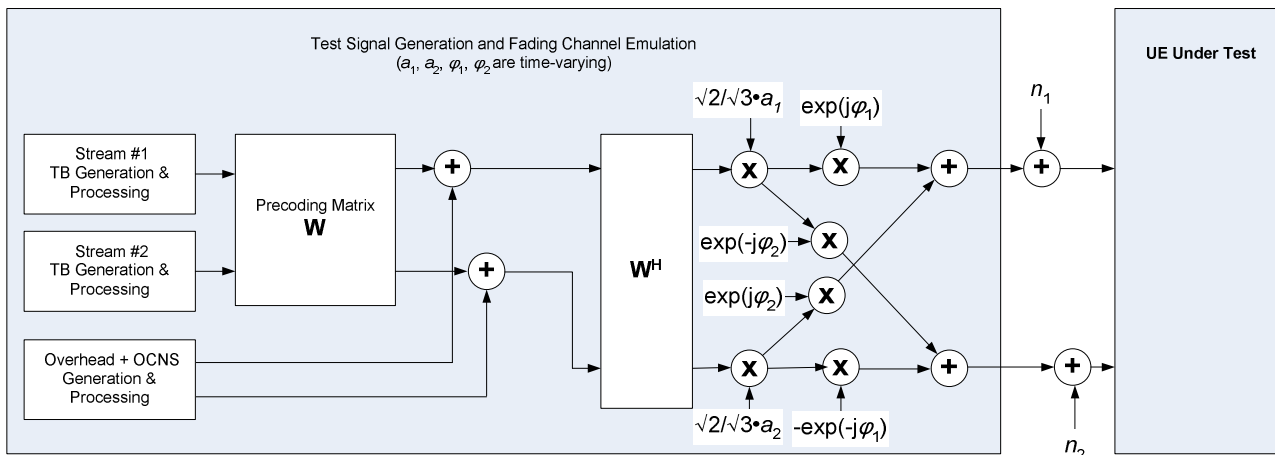 Test Signal Generation and Fading Channel Emulation
(a₁, a₂, φ₁, φ₂ are time-varying)
UE Under Test
√2/√3•a₁
exp(jφ₁)
n₁
Stream #1
TB Generation &
Processing
Precoding Matrix
W
+
x
x
+
+
Stream #2
TB Generation &
Processing
+
Wᴴ
exp(-jφ₂)
x
exp(jφ₂)
x
Overhead + OCNS
Generation &
Processing
x
x
+
+
√2/√3•a₂
-exp(-jφ₁)
n₂